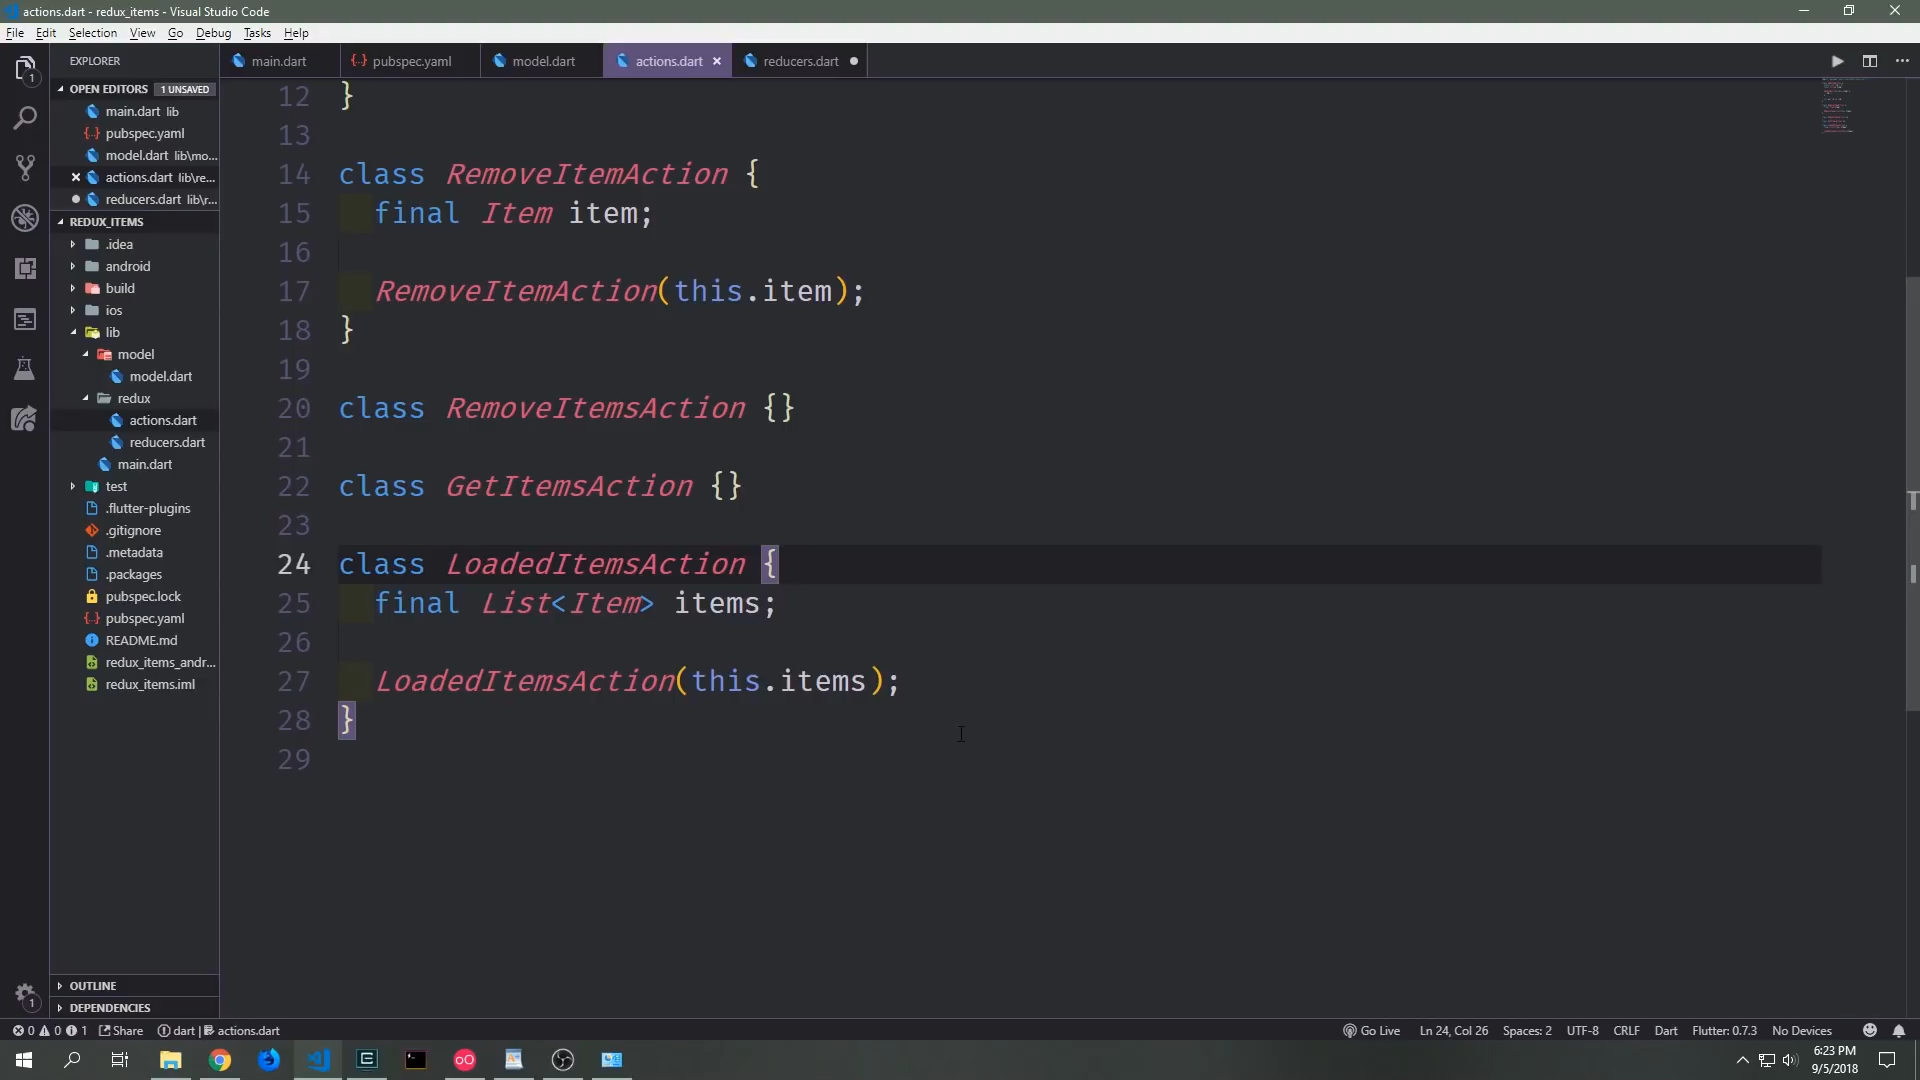 actions.dart - redux_items - Visual Studio Code
File Edit Selection View Go Debug Tasks Help
EXPLORER
OPEN EDITORS 1 UNSAVED
main.dart lib
pubspec.yaml
model.dart lib\mo...
actions.dart lib\re...
reducers.dart lib\r...
REDUX_ITEMS
.idea
android
build
ios
lib
model
model.dart
redux
actions.dart
reducers.dart
main.dart
test
.flutter-plugins
.gitignore
.metadata
.packages
pubspec.lock
pubspec.yaml
README.md
redux_items_andr...
redux_items.iml
OUTLINE
DEPENDENCIES
main.dart pubspec.yaml model.dart actions.dart reducers.dart
12 }
13
14 class RemoveItemAction {
15 final Item item;
16
17 RemoveItemAction(this.item);
18 }
19
20 class RemoveItemsAction {}
21
22 class GetItemsAction {}
23
24 class LoadedItemsAction {
25 final List<Item> items;
26
27 LoadedItemsAction(this.items);
28 }
29
1
1
0 0 1 Share dart | actions.dart
Go Live Ln 24, Col 26 Spaces: 2 UTF-8 CRLF Dart Flutter: 0.7.3 No Devices
6:23 PM
9/5/2018